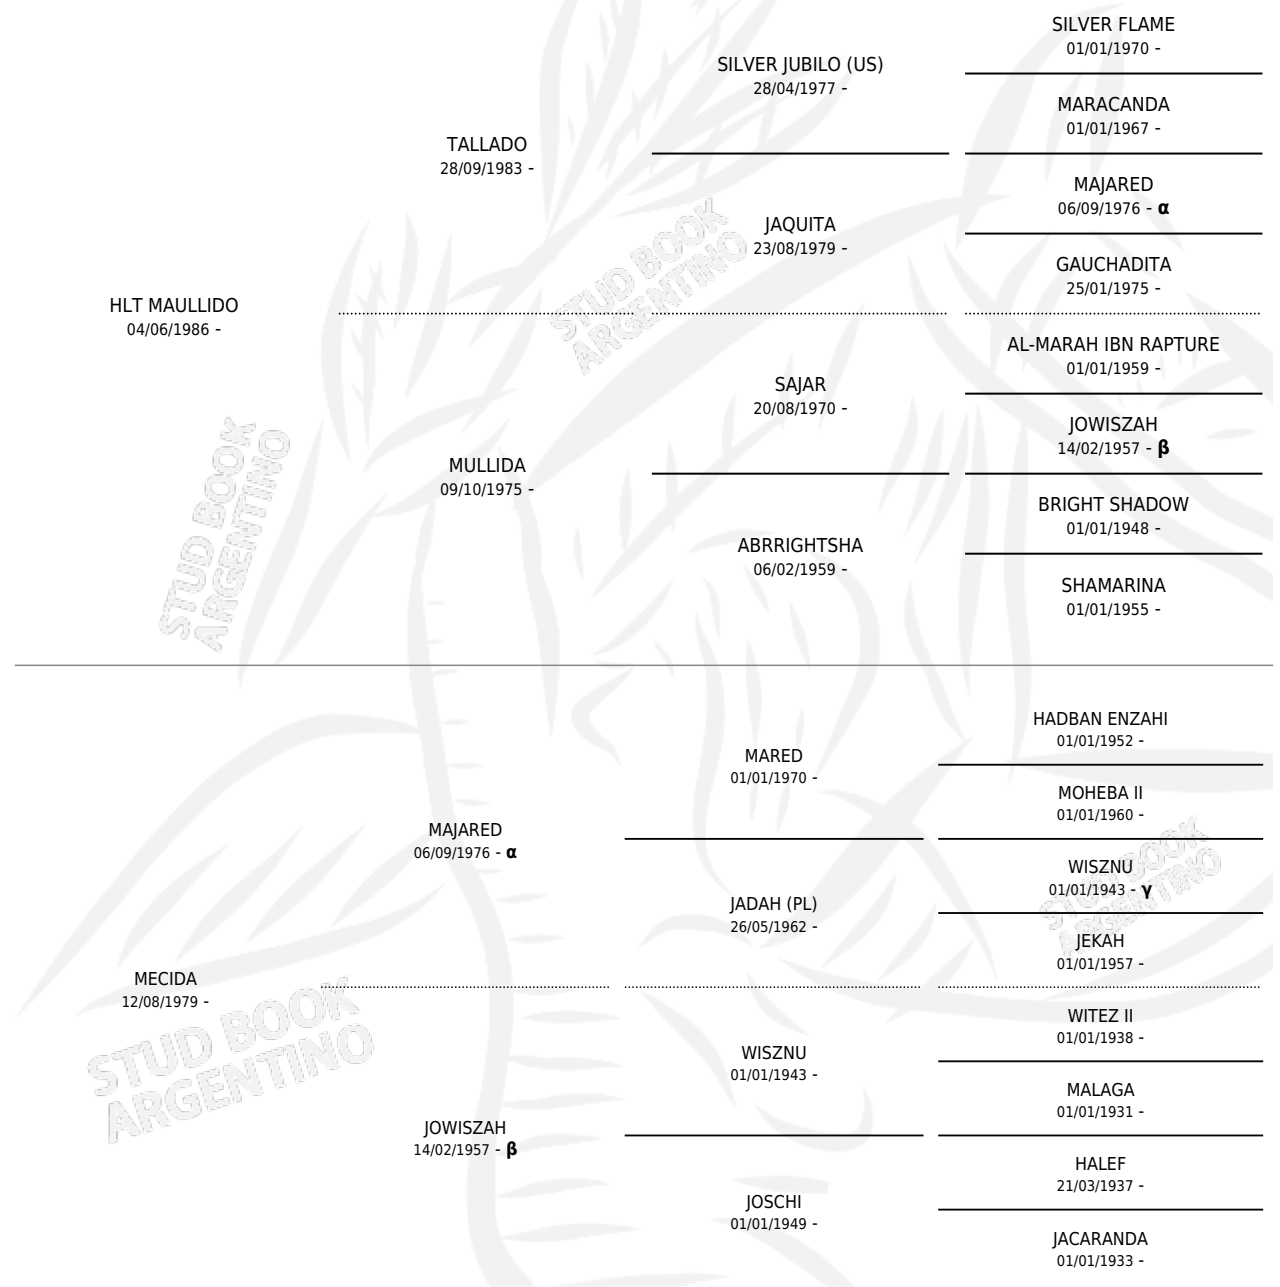 SILVER FLAME
01/01/1970 -
SILVER JUBILO (US)
28/04/1977 -
MARACANDA
01/01/1967 -
TALLADO
28/09/1983 -
MAJARED
06/09/1976 - α
JAQUITA
23/08/1979 -
GAUCHADITA
25/01/1975 -
HLT MAULLIDO
04/06/1986 -
AL-MARAH IBN RAPTURE
01/01/1959 -
SAJAR
20/08/1970 -
JOWISZAH
14/02/1957 - β
MULLIDA
09/10/1975 -
BRIGHT SHADOW
01/01/1948 -
ABRRIGHTSHA
06/02/1959 -
SHAMARINA
01/01/1955 -
STUD BOOK
ARGENTINO
STUD BOOK
ARGENTINO
HADBAN ENZAHI
01/01/1952 -
MARED
01/01/1970 -
MOHEBA II
01/01/1960 -
MAJARED
06/09/1976 - α
WISZNU
01/01/1943 - γ
JADAH (PL)
26/05/1962 -
JEKAH
01/01/1957 -
MECIDA
12/08/1979 -
WITEZ II
01/01/1938 -
WISZNU
01/01/1943 -
MALAGA
01/01/1931 -
JOWISZAH
14/02/1957 - β
HALEF
21/03/1937 -
JOSCHI
01/01/1949 -
JACARANDA
01/01/1933 -
STUD BOOK
ARGENTINO
STUD BOOK
ARGENTINO